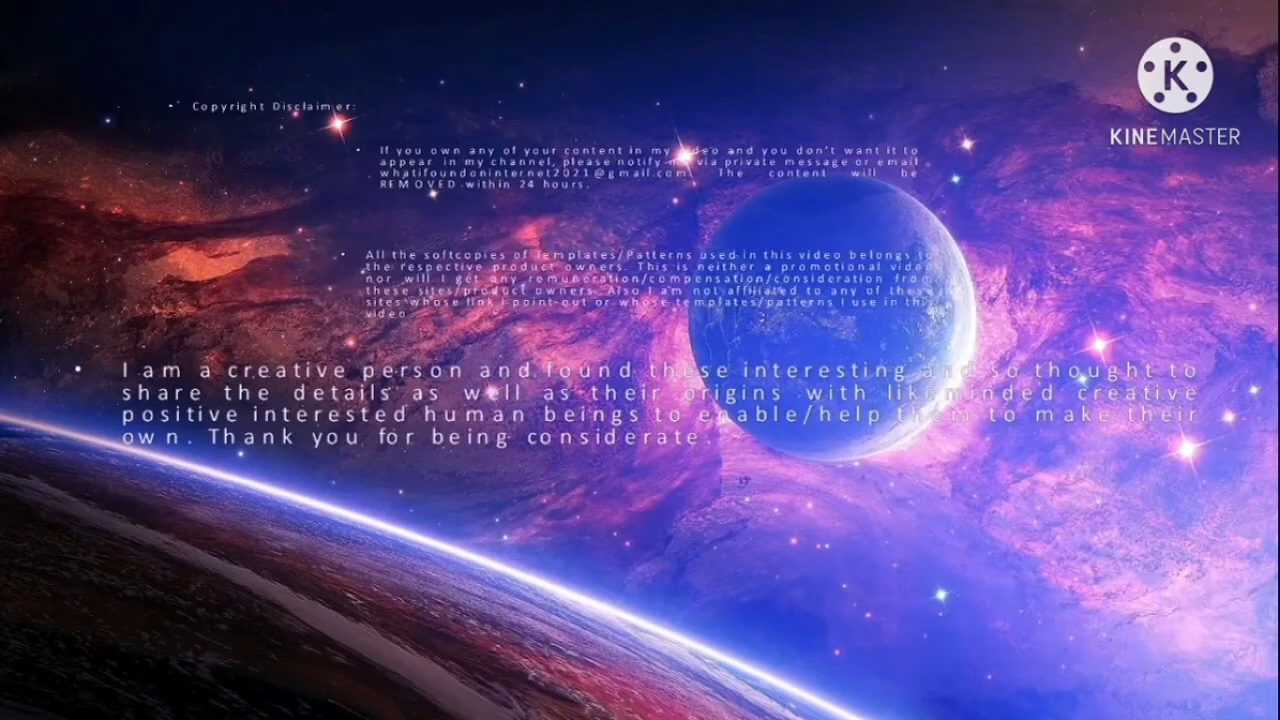 Copyright Disclaimer:
KINEMASTER
If you own any of your content in my video and you don't want it to
appear in my channel, please notify me via private message or email
whatifoundoninternet2021@gmail.com. The content will be
REMOVED within 24 hours.
All the softcopies of Templates/Patterns used in this video belongs to
the respective product owners. This is neither a promotional video
nor will I get any remuneration/compensation/consideration from
these sites/product owners. Also I am not affiliated to any of these
sites whose link I point-out or whose templates/patterns I use in this
video
I am a creative person and found those interesting and so thought to
share the details as well as their origins with likeminded creative
positive interested human beings to enable/help them to make their
own. Thank you for being considerate.